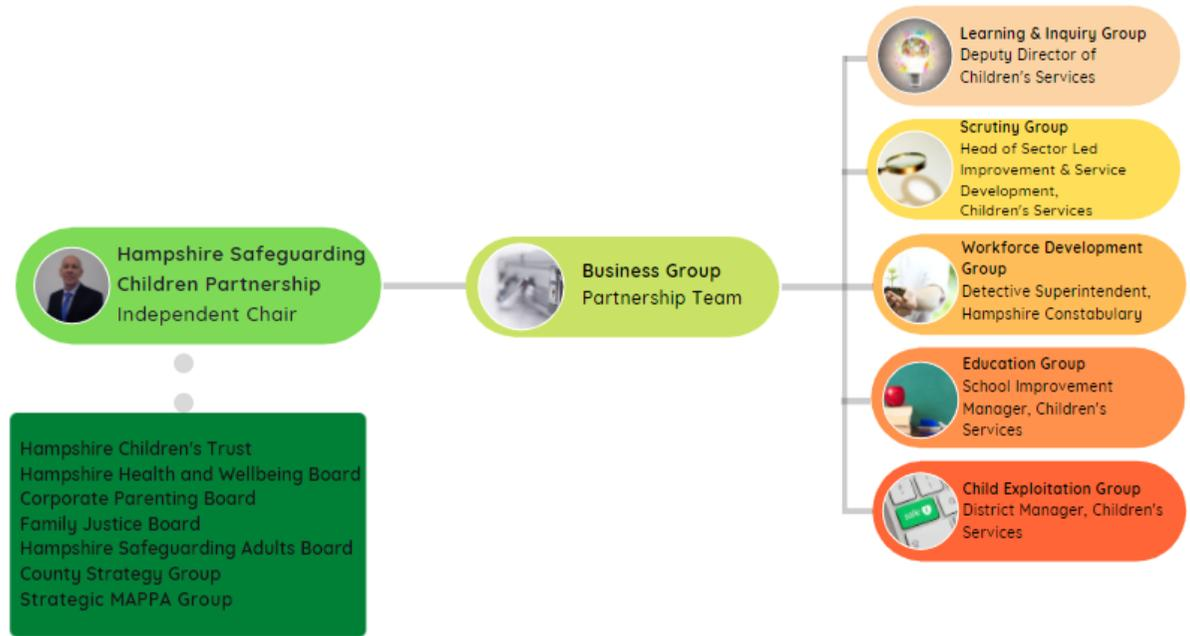 Hampshire Safeguarding
Children Partnership
Independent Chair
Hampshire Children's Trust
Hampshire Health and Wellbeing Board
Corporate Parenting Board
Family Justice Board
Hampshire Safeguarding Adults Board
County Strategy Group
Strategic MAPPA Group
Business Group
Partnership Team
Learning & Inquiry Group
Deputy Director of
Children's Services
Scrutiny Group
Head of Sector Led
Improvement & Service
Development,
Children's Services
Workforce Development
Group
Detective Superintendent,
Hampshire Constabulary
Education Group
School Improvement
Manager, Children's
Services
Child Exploitation Group
District Manager, Children's
Services